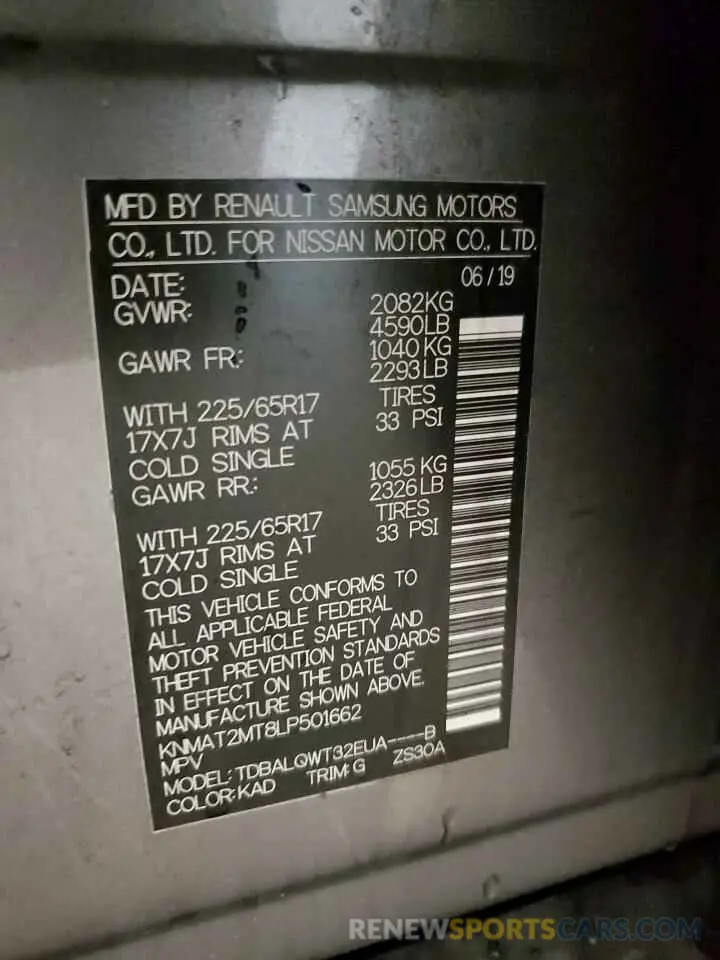 MFD BY RENAULT SAMSUNG MOTORS
CO., LTD. FOR NISSAN MOTOR CO., LTD.
DATE: 06/19
GVWR: 2082KG
4590LB
GAWR FR: 1040KG
2293LB
WITH 225/65R17 TIRES
17X7J RIMS AT 33 PSI
COLD SINGLE
GAWR RR: 1055KG
2326LB
WITH 225/65R17 TIRES
17X7J RIMS AT 33 PSI
COLD SINGLE
THIS VEHICLE CONFORMS TO
ALL APPLICABLE FEDERAL
MOTOR VEHICLE SAFETY AND
THEFT PREVENTION STANDARDS
IN EFFECT ON THE DATE OF
MANUFACTURE SHOWN ABOVE.
KNMAT2MT8LP501662
MPV
MODEL: TDBALQWT32EUA----B
COLOR: KAD TRIM: G ZS30A
RENEWSPORTSCARS.COM